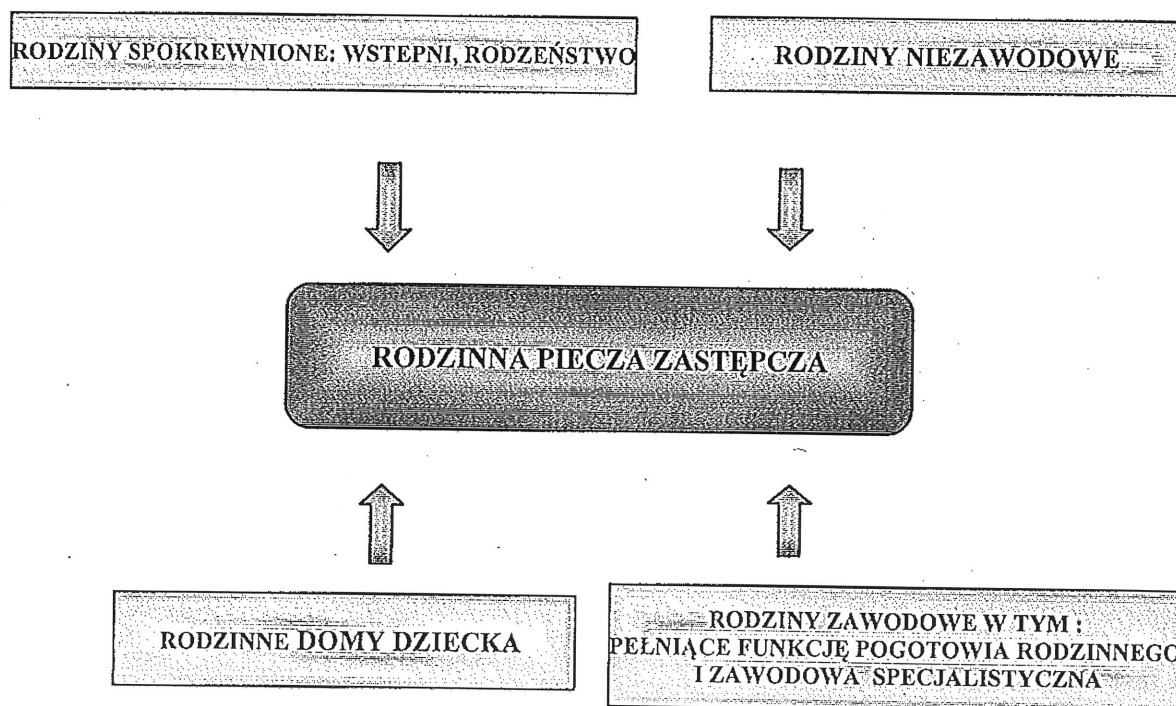 RODZINY SPOKREWNIONE: WSTEPNI, RODZEŃSTWO
RODZINY NIEZAWODOWE
RODZINNA PIECZA ZASTĘPCZA
RODZINNE DOMY DZIECKA
RODZINY ZAWODOWE W TYM :
PEŁNIĄCE FUNKCJĘ POGOTOWIA RODZINNEGO
I ZAWODOWA SPECJALISTYCZNA